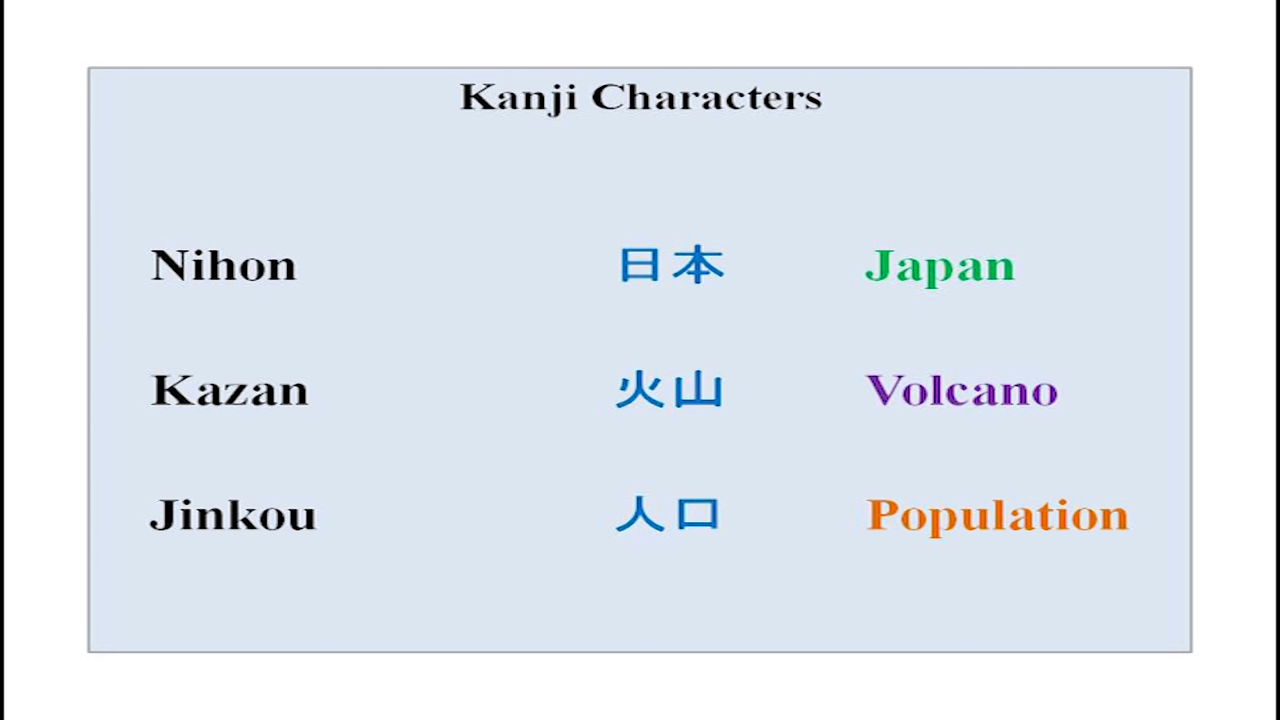 Kanji Characters
Nihon 日本 Japan
Kazan 火山 Volcano
Jinkou 人口 Population